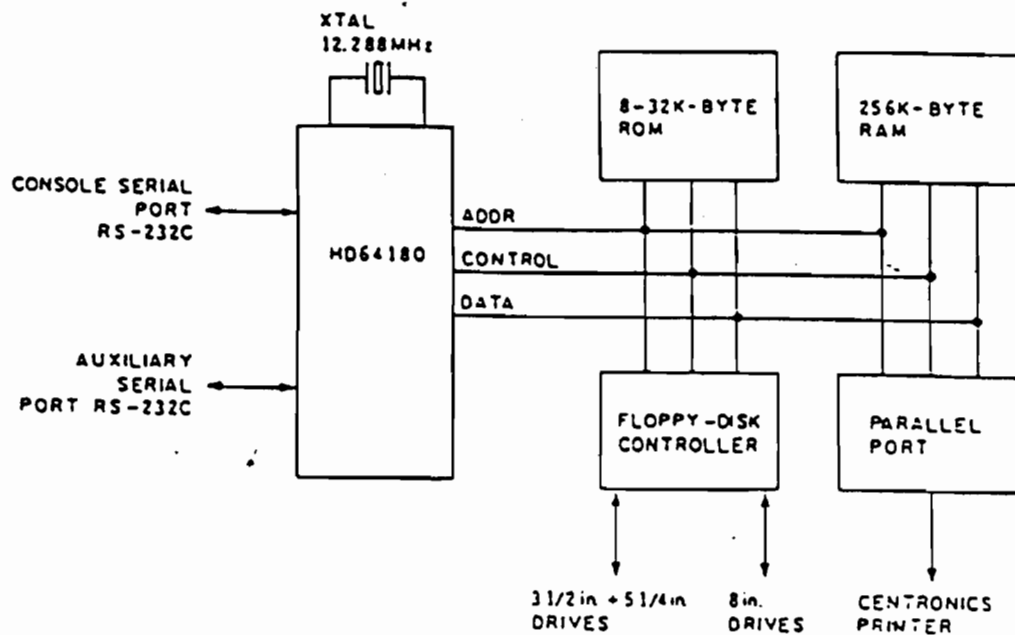 XTAL
12.288MHz
8-32K-BYTE
ROM
256K-BYTE
RAM
CONSOLE SERIAL
PORT
RS-232C
HD64180
ADDR
CONTROL
DATA
AUXILIARY
SERIAL
PORT RS-232C
FLOPPY-DISK
CONTROLLER
PARALLEL
PORT
3 1/2 in + 5 1/4 in
DRIVES
8 in.
DRIVES
CENTRONICS
PRINTER